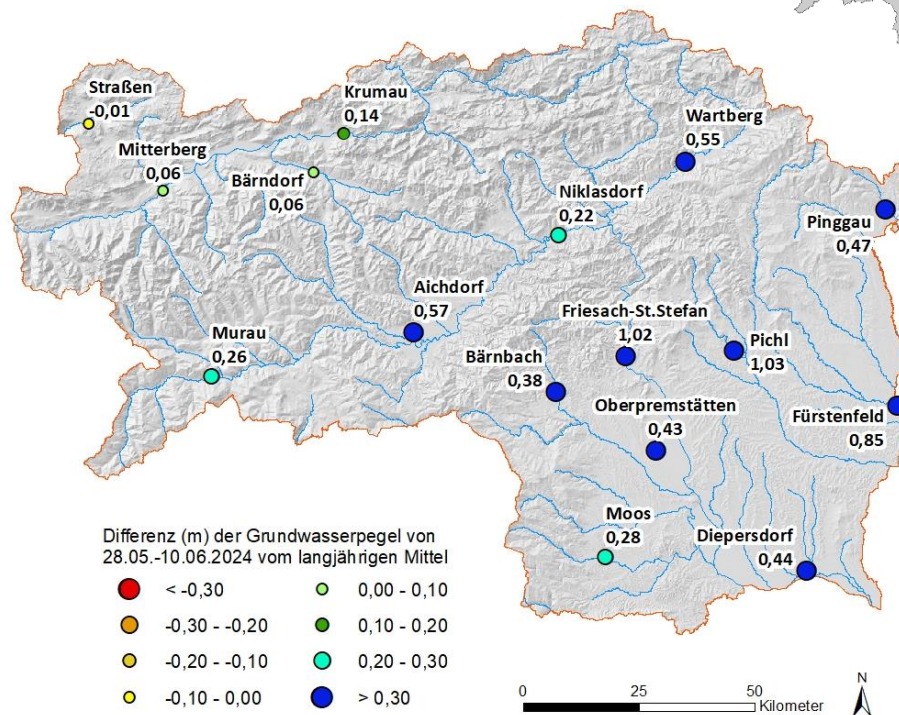 Straßen
-0,01
Krumau
0,14
Wartberg
0,55
Mitterberg
0,06
Bärndorf
0,06
Niklasdorf
0,22
Pinggau
0,47
Aichdorf
0,57
Friesach-St.Stefan
1,02
Murau
0,26
Bärnbach
0,38
Pichl
1,03
Oberpremstätten
0,43
Fürstenfeld
0,85
Moos
0,28
Diepersdorf
0,44
Differenz (m) der Grundwasserpegel von
28.05.-10.06.2024 vom langjährigen Mittel
< -0,30
-0,30 - -0,20
-0,20 - -0,10
-0,10 - 0,00
0,00 - 0,10
0,10 - 0,20
0,20 - 0,30
> 0,30
0 25 50
Kilometer
N